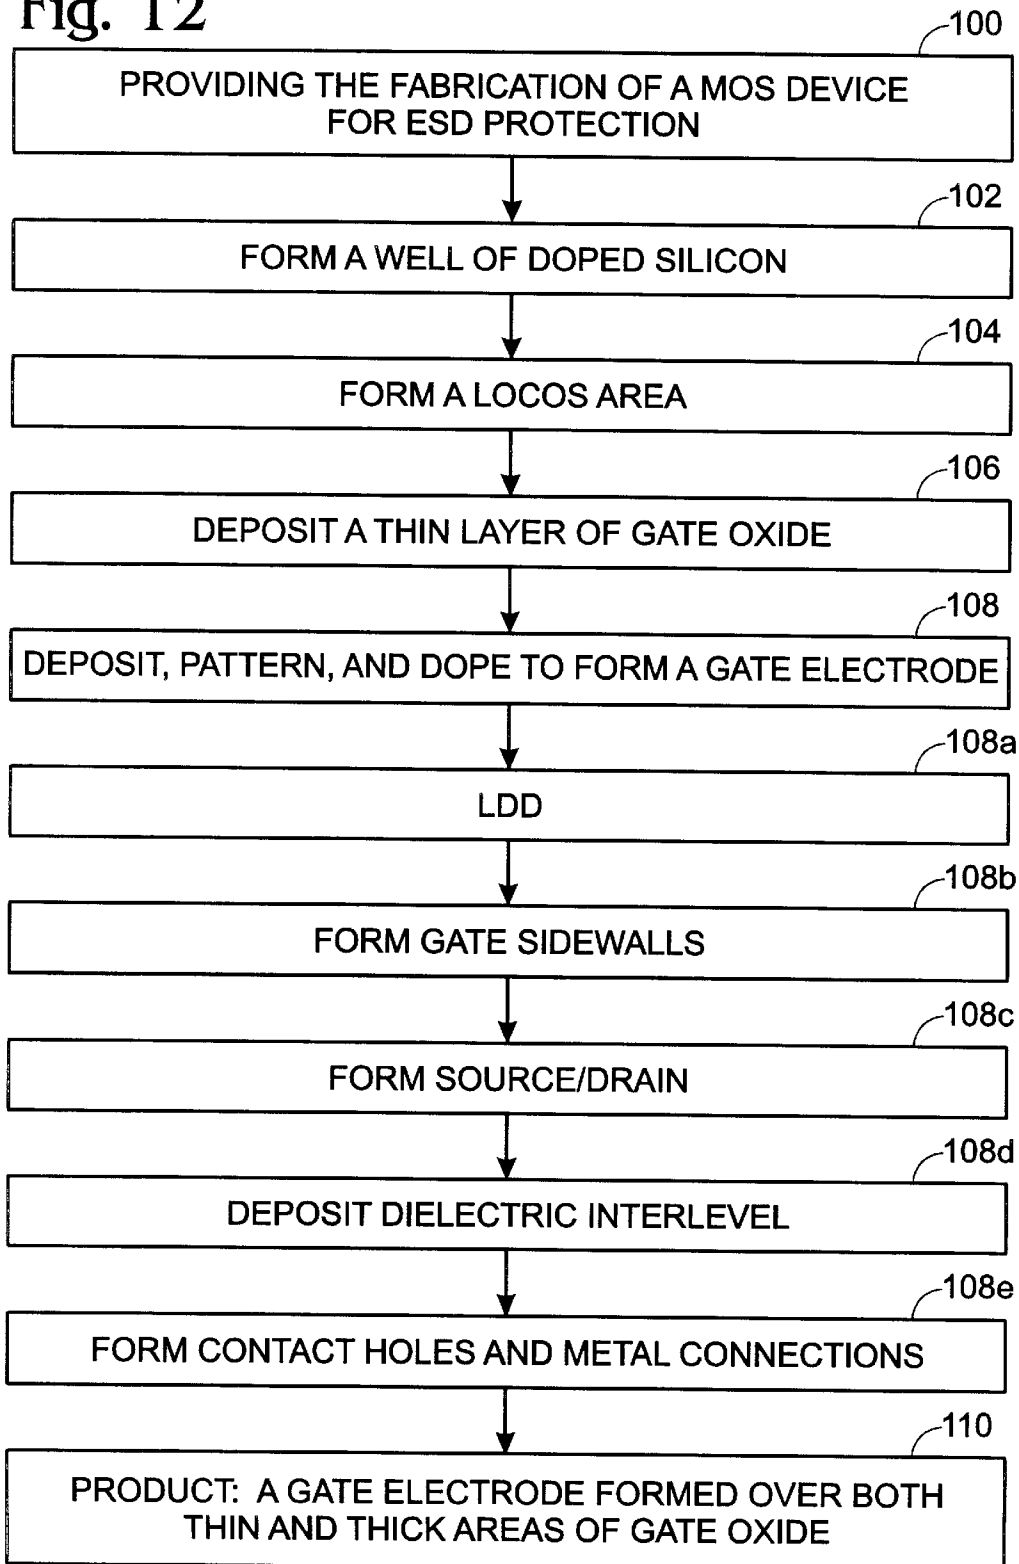 Fig. 12
100
PROVIDING THE FABRICATION OF A MOS DEVICE
FOR ESD PROTECTION
102
FORM A WELL OF DOPED SILICON
104
FORM A LOCOS AREA
106
DEPOSIT A THIN LAYER OF GATE OXIDE
108
DEPOSIT, PATTERN, AND DOPE TO FORM A GATE ELECTRODE
108a
LDD
108b
FORM GATE SIDEWALLS
108c
FORM SOURCE/DRAIN
108d
DEPOSIT DIELECTRIC INTERLEVEL
108e
FORM CONTACT HOLES AND METAL CONNECTIONS
110
PRODUCT: A GATE ELECTRODE FORMED OVER BOTH
THIN AND THICK AREAS OF GATE OXIDE